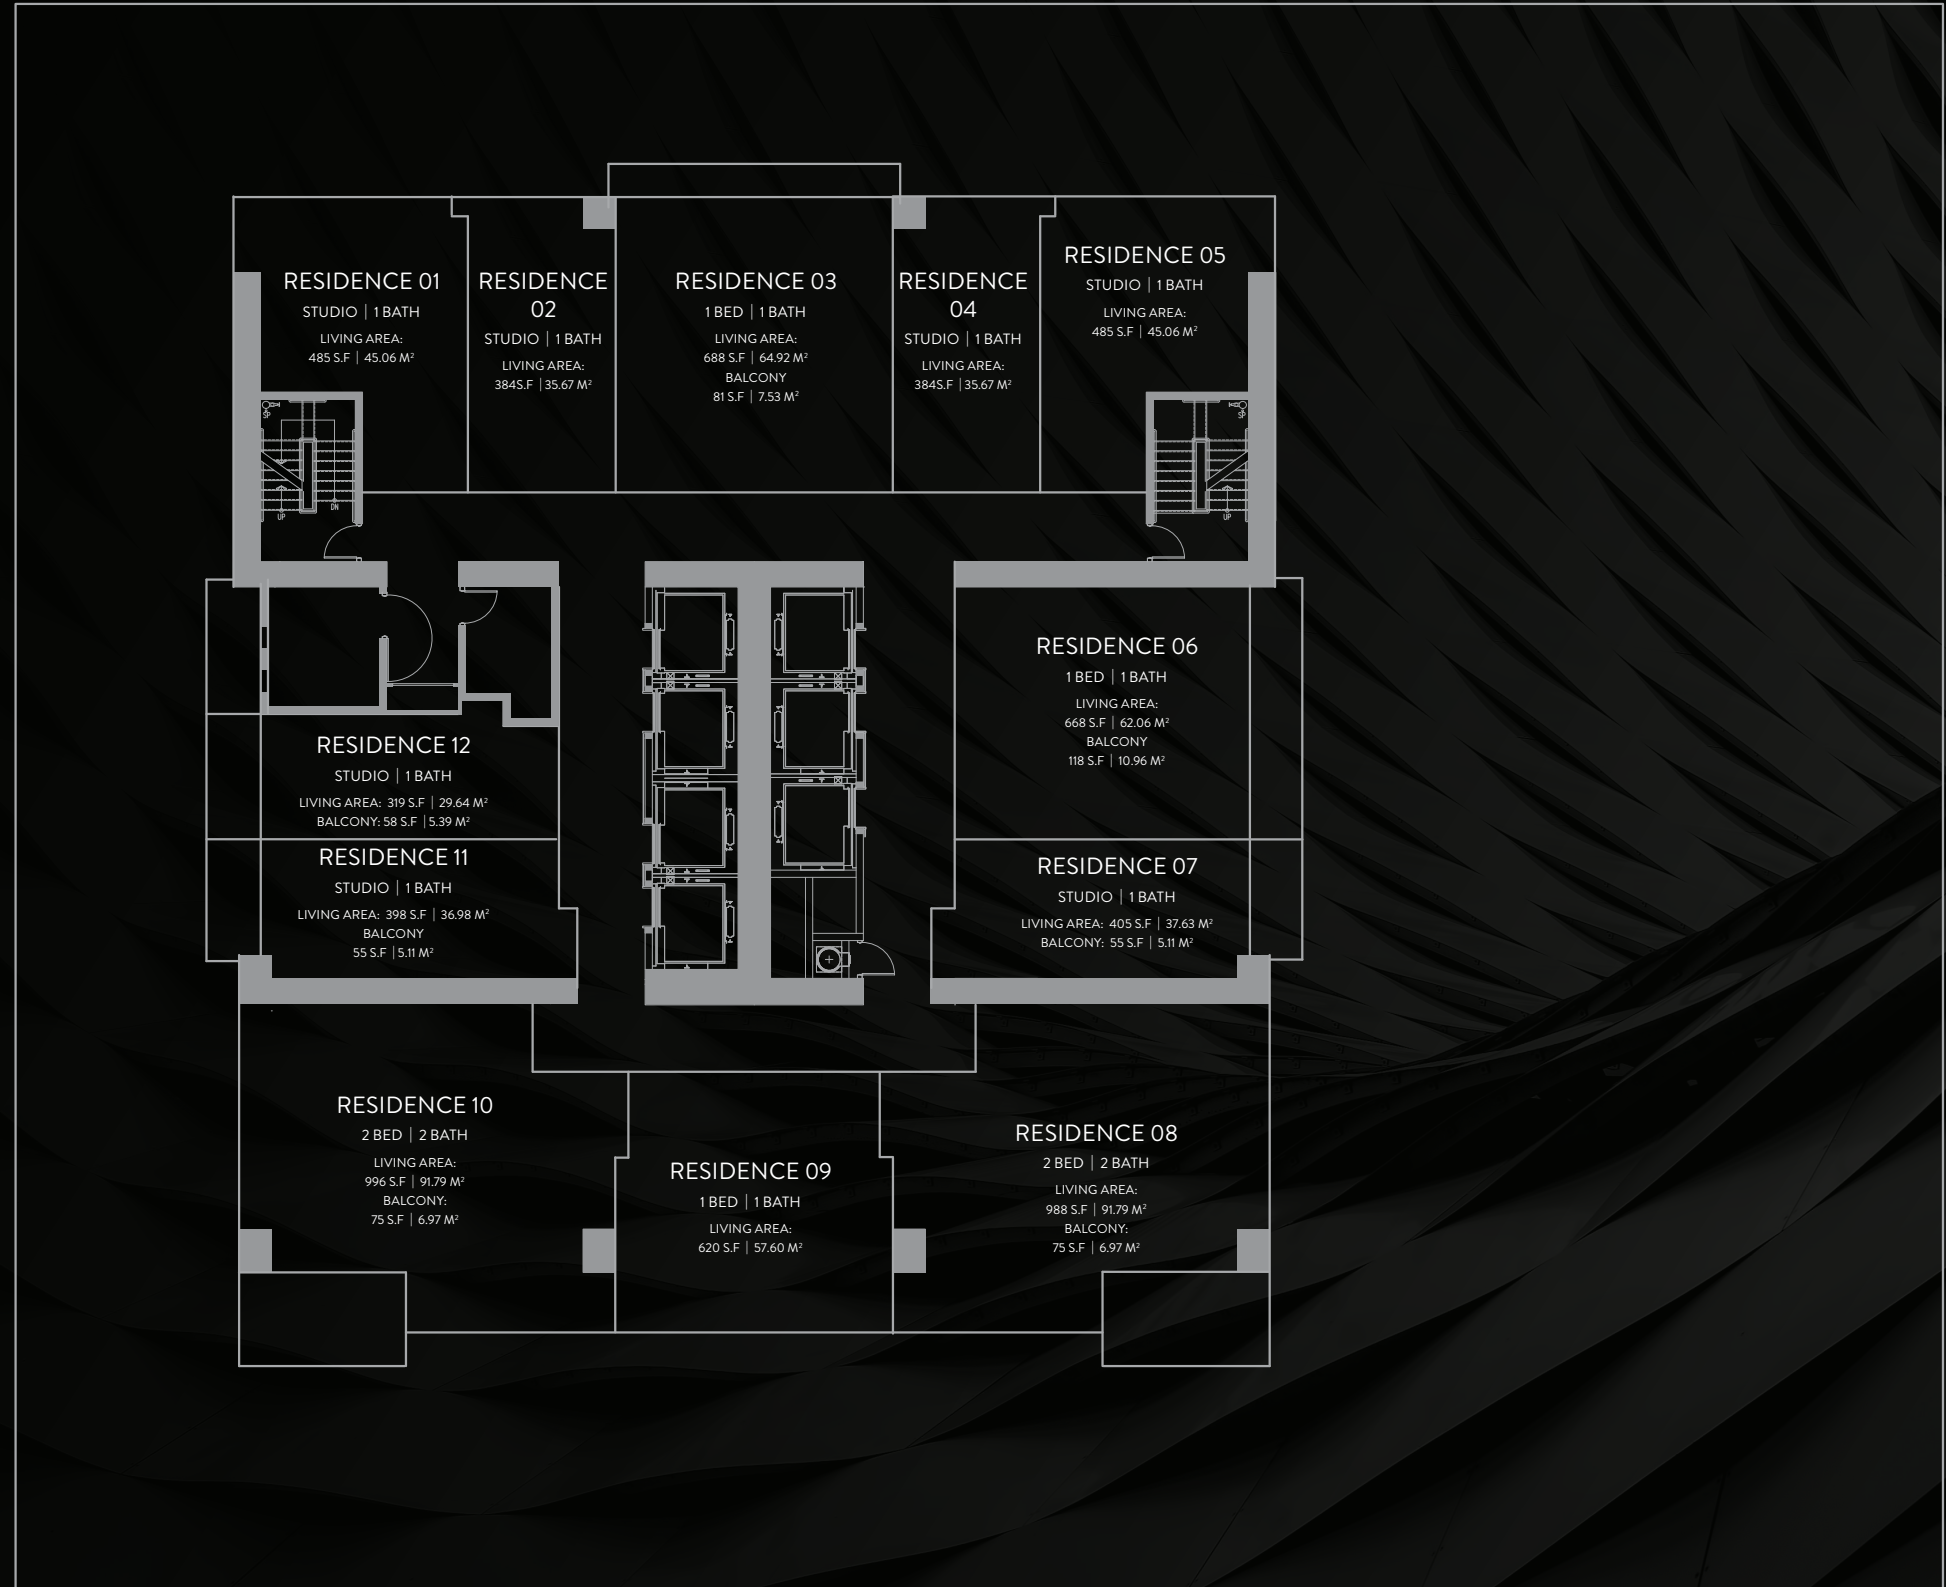 RESIDENCE 01
STUDIO | 1 BATH
LIVING AREA:
485 S.F | 45.06 M²
RESIDENCE
02
STUDIO | 1 BATH
LIVING AREA:
384S.F | 35.67 M²
RESIDENCE 03
1 BED | 1 BATH
LIVING AREA:
688 S.F | 64.92 M²
BALCONY
81 S.F | 7.53 M²
RESIDENCE
04
STUDIO | 1 BATH
LIVING AREA:
384S.F | 35.67 M²
RESIDENCE 05
STUDIO | 1 BATH
LIVING AREA:
485 S.F | 45.06 M²
SP
UP
DN
SP
UP
RESIDENCE 06
1 BED | 1 BATH
LIVING AREA:
668 S.F | 62.06 M²
BALCONY
118 S.F | 10.96 M²
RESIDENCE 12
STUDIO | 1 BATH
LIVING AREA: 319 S.F | 29.64 M²
BALCONY: 58 S.F | 5.39 M²
RESIDENCE 11
STUDIO | 1 BATH
LIVING AREA: 398 S.F | 36.98 M²
BALCONY
55 S.F | 5.11 M²
RESIDENCE 07
STUDIO | 1 BATH
LIVING AREA: 405 S.F | 37.63 M²
BALCONY: 55 S.F | 5.11 M²
RESIDENCE 10
2 BED | 2 BATH
LIVING AREA:
996 S.F | 91.79 M²
BALCONY:
75 S.F | 6.97 M²
RESIDENCE 09
1 BED | 1 BATH
LIVING AREA:
620 S.F | 57.60 M²
RESIDENCE 08
2 BED | 2 BATH
LIVING AREA:
988 S.F | 91.79 M²
BALCONY:
75 S.F | 6.97 M²